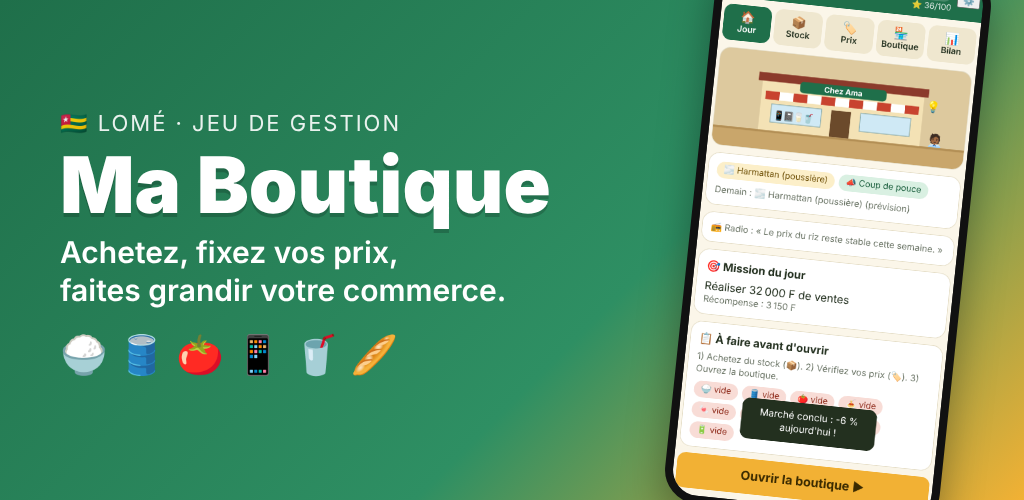 LOMÉ · JEU DE GESTION
Ma Boutique
Achetez, fixez vos prix,
faites grandir votre commerce.
36/100
Jour
Stock
Prix
Boutique
Bilan
Chez Ama
Harmattan (poussière)
Coup de pouce
Demain : Harmattan (poussière) (prévision)
Radio : « Le prix du riz reste stable cette semaine. »
Mission du jour
Réaliser 32 000 F de ventes
Récompense : 3 150 F
À faire avant d'ouvrir
1) Achetez du stock (📦). 2) Vérifiez vos prix (🏷️). 3)
Ouvrez la boutique.
vide
vide
vide
vide
vide
vide
Marché conclu : -6 %
aujourd'hui !
Ouvrir la boutique ▶